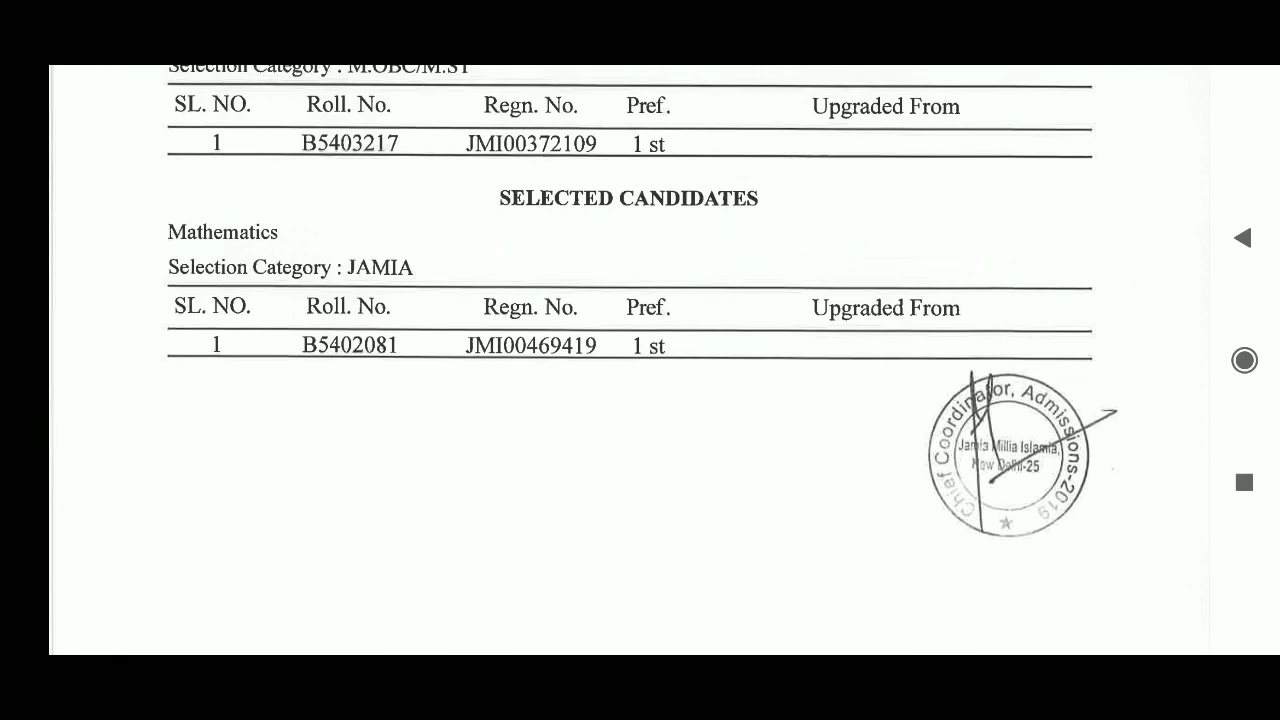 Selection Category : M.OBC/M.ST
SL. NO. Roll. No. Regn. No. Pref. Upgraded From
1 B5403217 JMI00372109 1 st
SELECTED CANDIDATES
Mathematics
Selection Category : JAMIA
SL. NO. Roll. No. Regn. No. Pref. Upgraded From
1 B5402081 JMI00469419 1 st
Chief Coordinator, Admissions-2019
Jamia Millia Islamia,
New Delhi-25